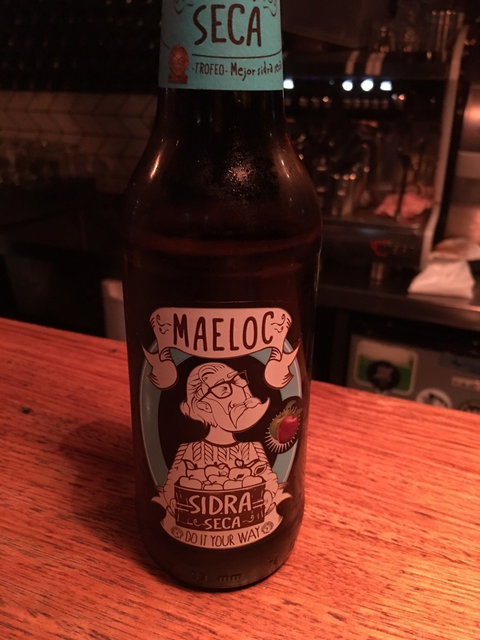 SECA
-TROFEO- Mejor sidra
MAELOC
SIDRA
SECA
DO IT YOUR WAY